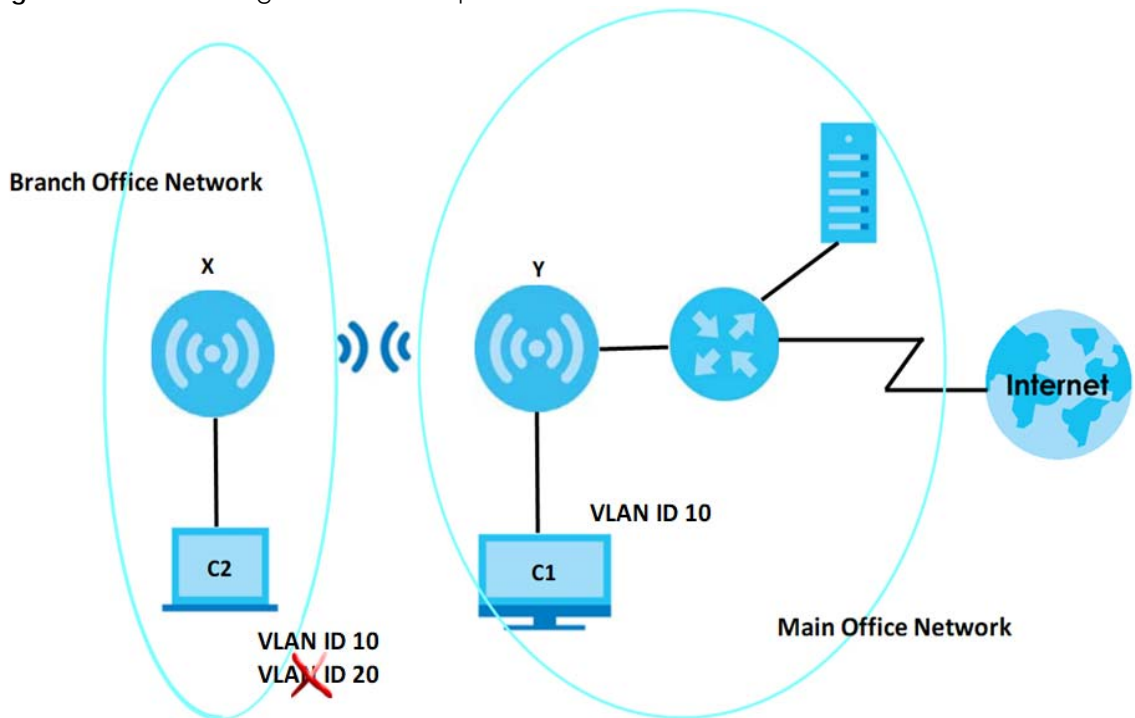 Branch Office Network
X
Y
Internet
VLAN ID 10
C2
C1
VLAN ID 10
VLAN ID 20
Main Office Network